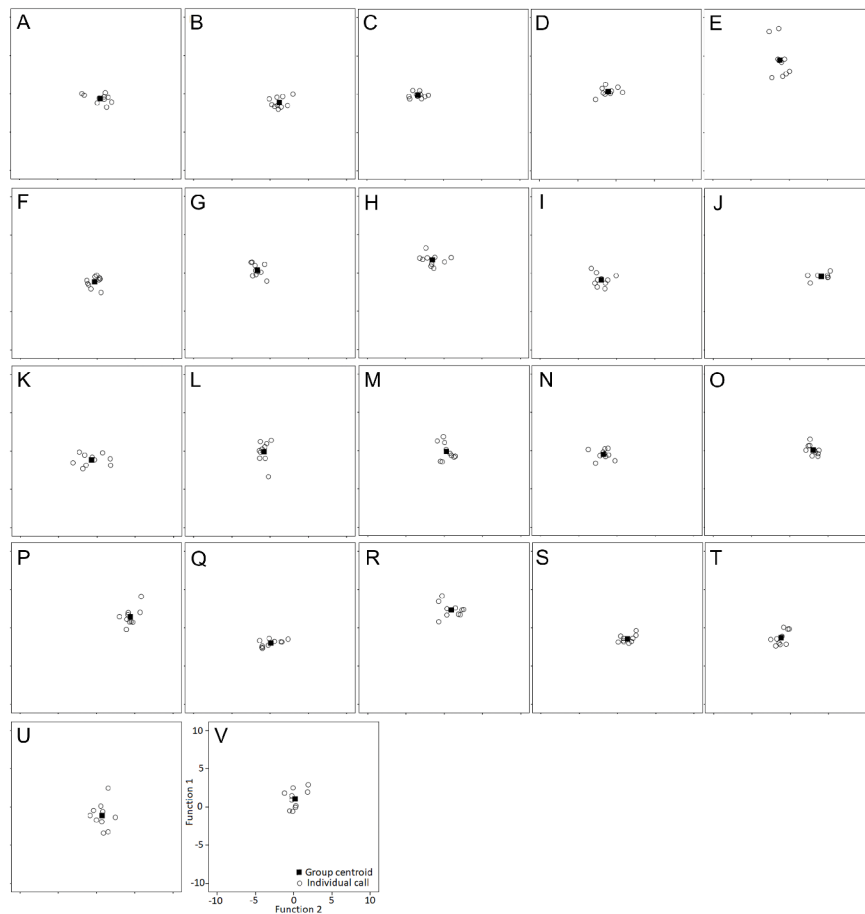 A B C D E
F G H I J
K L M N O
P Q R S T
U V
10
5
0
-5
-10
Function 1
■ Group centroid
○ Individual call
-10 -5 0 5 10
Function 2